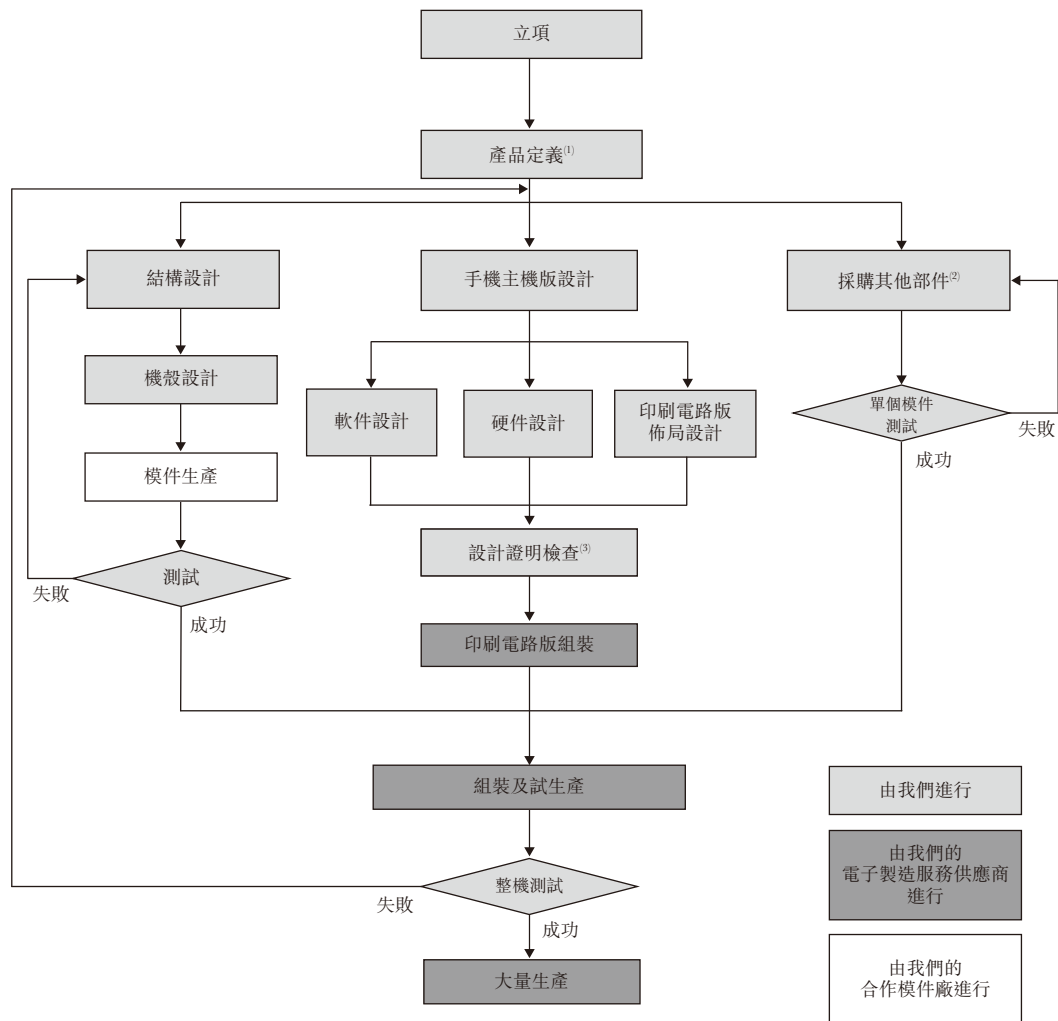 立項
產品定義(1)
結構設計
手機主機版設計
採購其他部件(2)
機殼設計
軟件設計
硬件設計
印刷電路版
佈局設計
單個模件
測試
失敗
成功
模件生產
設計證明檢查(3)
測試
失敗
成功
印刷電路版組裝
組裝及試生產
由我們進行
由我們的
電子製造服務供應商
進行
整機測試
失敗
成功
大量生產
由我們的
合作模件廠進行